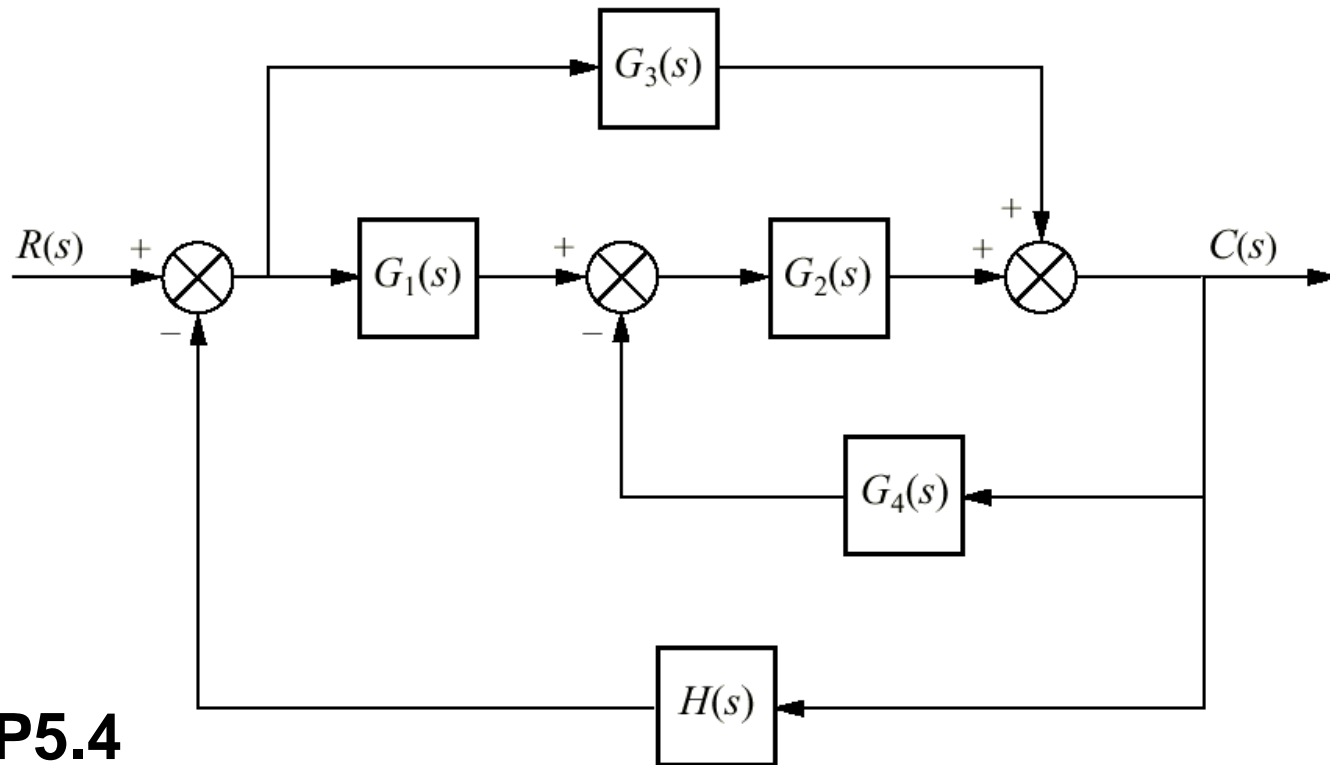 G₃(s)
+
R(s) + G₁(s) + G₂(s) + C(s)
− −
G₄(s)
H(s)
P5.4